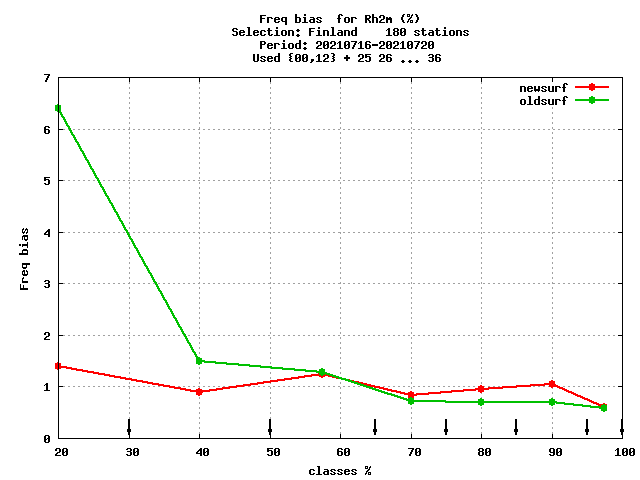 Freq bias  for Rh2m (%)
Selection: Finland    180 stations
Period: 20210716-20210720
Used {00,12} + 25 26 ... 36
newsurf
oldsurf
7
6
5
4
3
2
1
0
Freq bias
20 30 40 50 60 70 80 90 100
classes %